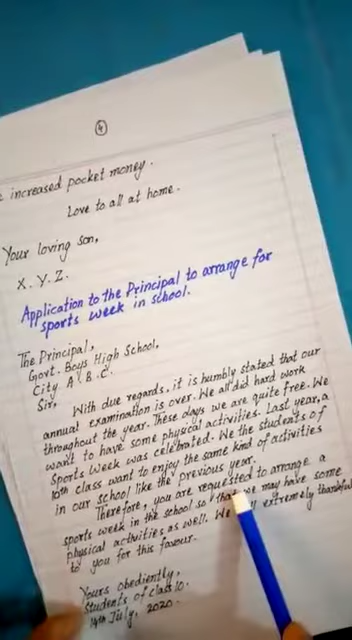 4
increased pocket money.
Love to all at home.
Your loving son,
X.Y.Z.
Application to the Principal to arrange for
sports week in school.
The Principal,
Govt. Boys High School,
City A.B.C.
Sir,
With due regards, it is humbly stated that our
annual examination is over. We all did hard work
throughout the year. These days we are quite free. We
want to have some physical activities. Last year, a
Sports Week was celebrated. We the students of
10th class want to enjoy the same kind of activities
in our school like the previous year.
Therefore, you are requested to arrange a
sports week in the school so that we may have some
physical activities as well. We extremely thankful
to you for this favour.
Yours obediently,
Students of class 10.
14th July, 2020.